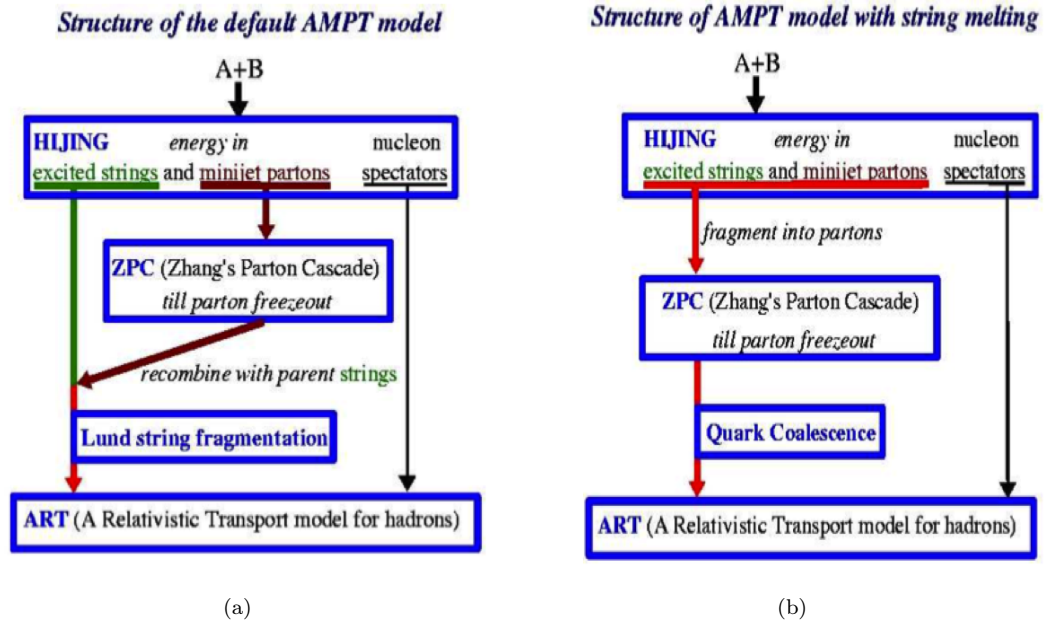 Structure of the default AMPT model
A+B
HIJING energy in nucleon
excited strings and minijet partons spectators
ZPC (Zhang's Parton Cascade)
till parton freezeout
recombine with parent strings
Lund string fragmentation
ART (A Relativistic Transport model for hadrons)
(a)
Structure of AMPT model with string melting
A+B
HIJING energy in nucleon
excited strings and minijet partons spectators
fragment into partons
ZPC (Zhang's Parton Cascade)
till parton freezeout
Quark Coalescence
ART (A Relativistic Transport model for hadrons)
(b)